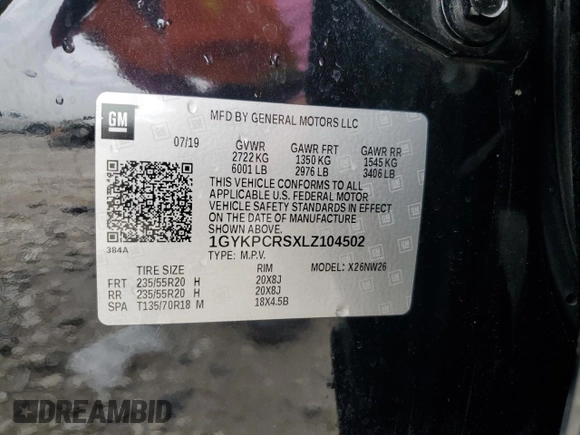 GM
MFD BY GENERAL MOTORS LLC
07/19 GVWR GAWR FRT GAWR RR
2722 KG 1350 KG 1545 KG
6001 LB 2976 LB 3406 LB
THIS VEHICLE CONFORMS TO ALL
APPLICABLE U.S. FEDERAL MOTOR
VEHICLE SAFETY STANDARDS IN EFFECT
ON THE DATE OF MANUFACTURE
SHOWN ABOVE.
384A
1GYKPCRSXLZ104502
TYPE: M.P.V.
TIRE SIZE RIM MODEL: X26NW26
FRT 235/55R20 H 20X8J
RR 235/55R20 H 20X8J
SPA T135/70R18 M 18X4.5B
DREAMBID